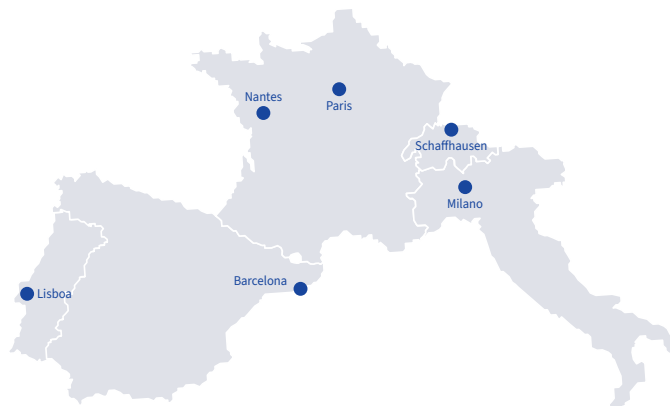 Nantes
Paris
Schaffhausen
Milano
Barcelona
Lisboa